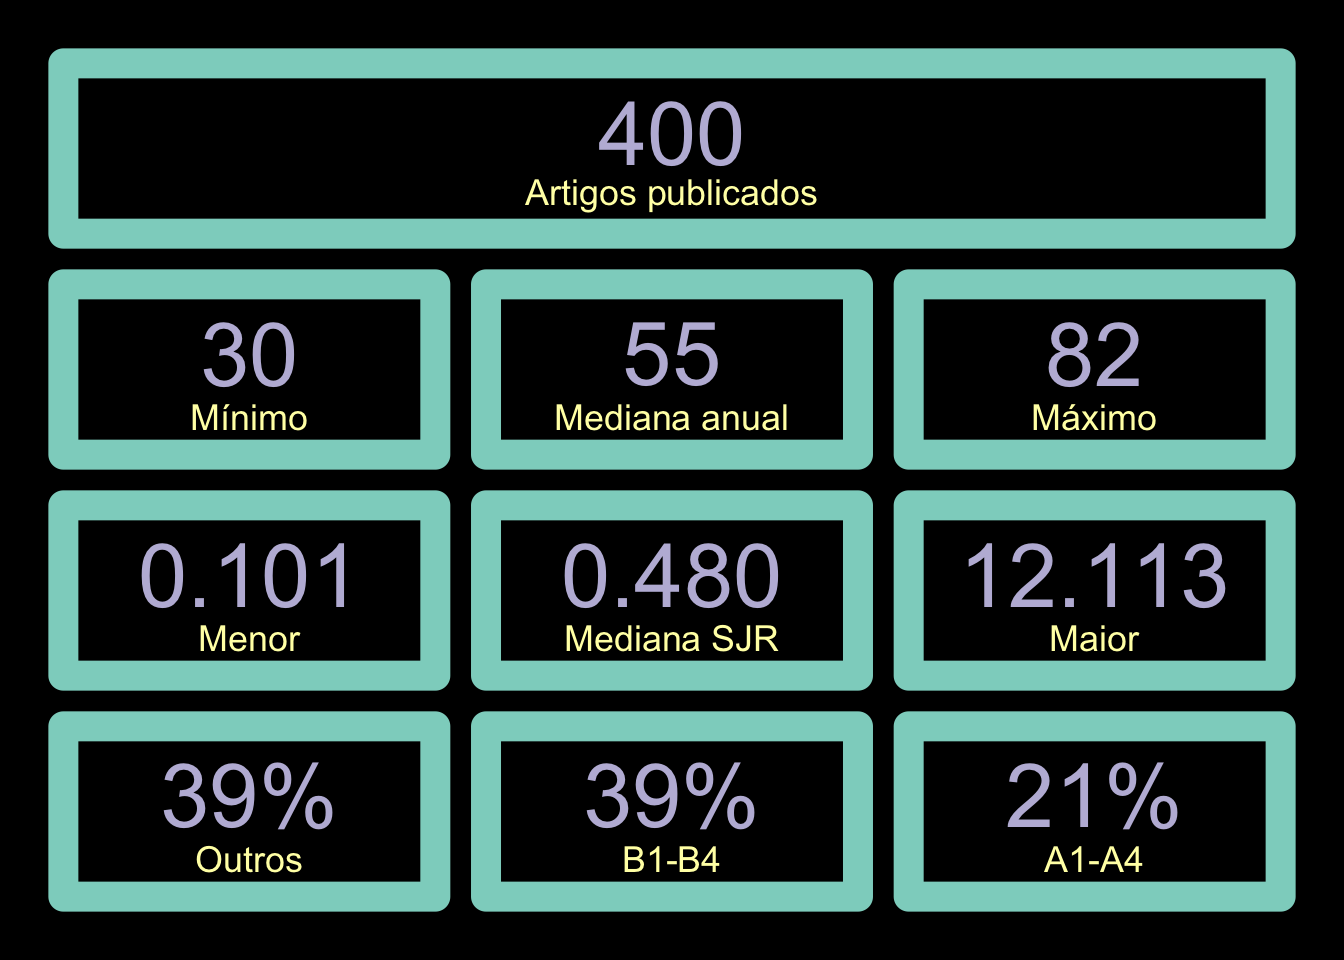 400
Artigos publicados
30
Mínimo
55
Mediana anual
82
Máximo
0.101
Menor
0.480
Mediana SJR
12.113
Maior
39%
Outros
39%
B1-B4
21%
A1-A4